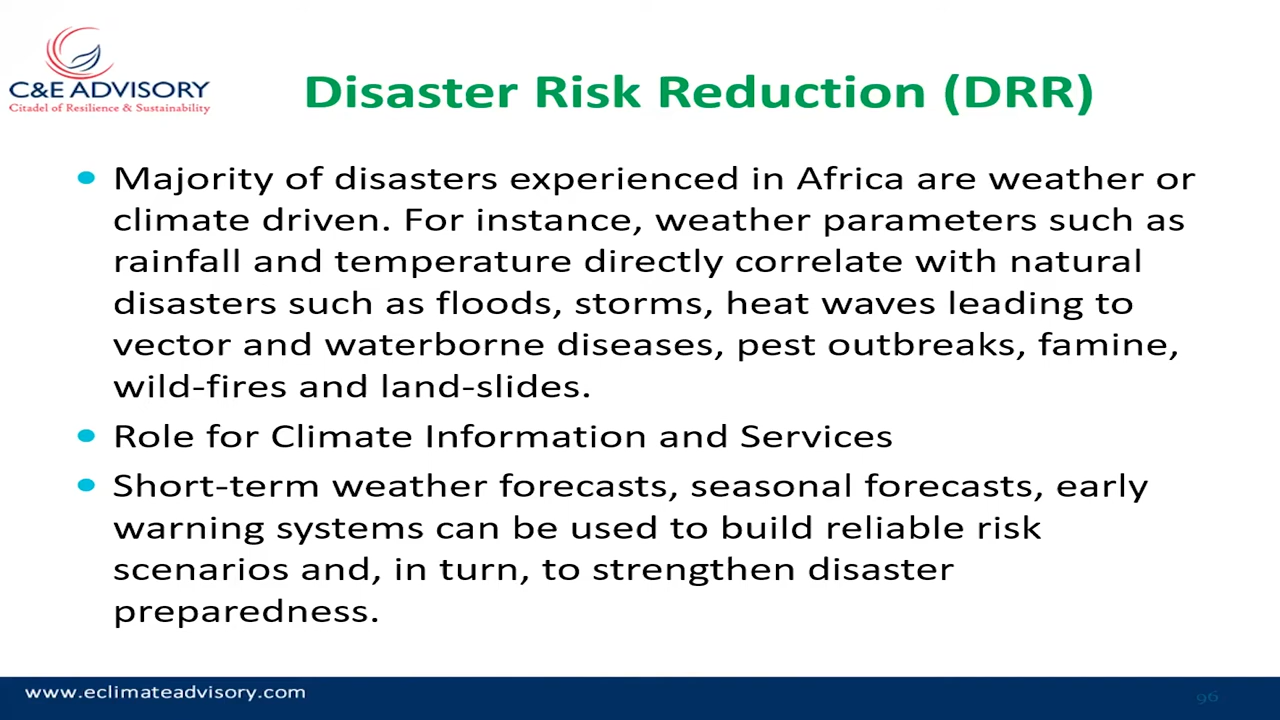 C&E ADVISORY
Citadel of Resilience & Sustainability
Disaster Risk Reduction (DRR)
• Majority of disasters experienced in Africa are weather or
climate driven. For instance, weather parameters such as
rainfall and temperature directly correlate with natural
disasters such as floods, storms, heat waves leading to
vector and waterborne diseases, pest outbreaks, famine,
wild-fires and land-slides.
• Role for Climate Information and Services
• Short-term weather forecasts, seasonal forecasts, early
warning systems can be used to build reliable risk
scenarios and, in turn, to strengthen disaster
preparedness.
www.eclimateadvisory.com
96